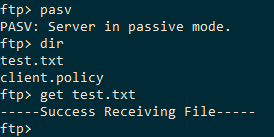 ftp> pasv
PASV: Server in passive mode.
ftp> dir
test.txt
client.policy
ftp> get test.txt
-----Success Receiving File-----
ftp>